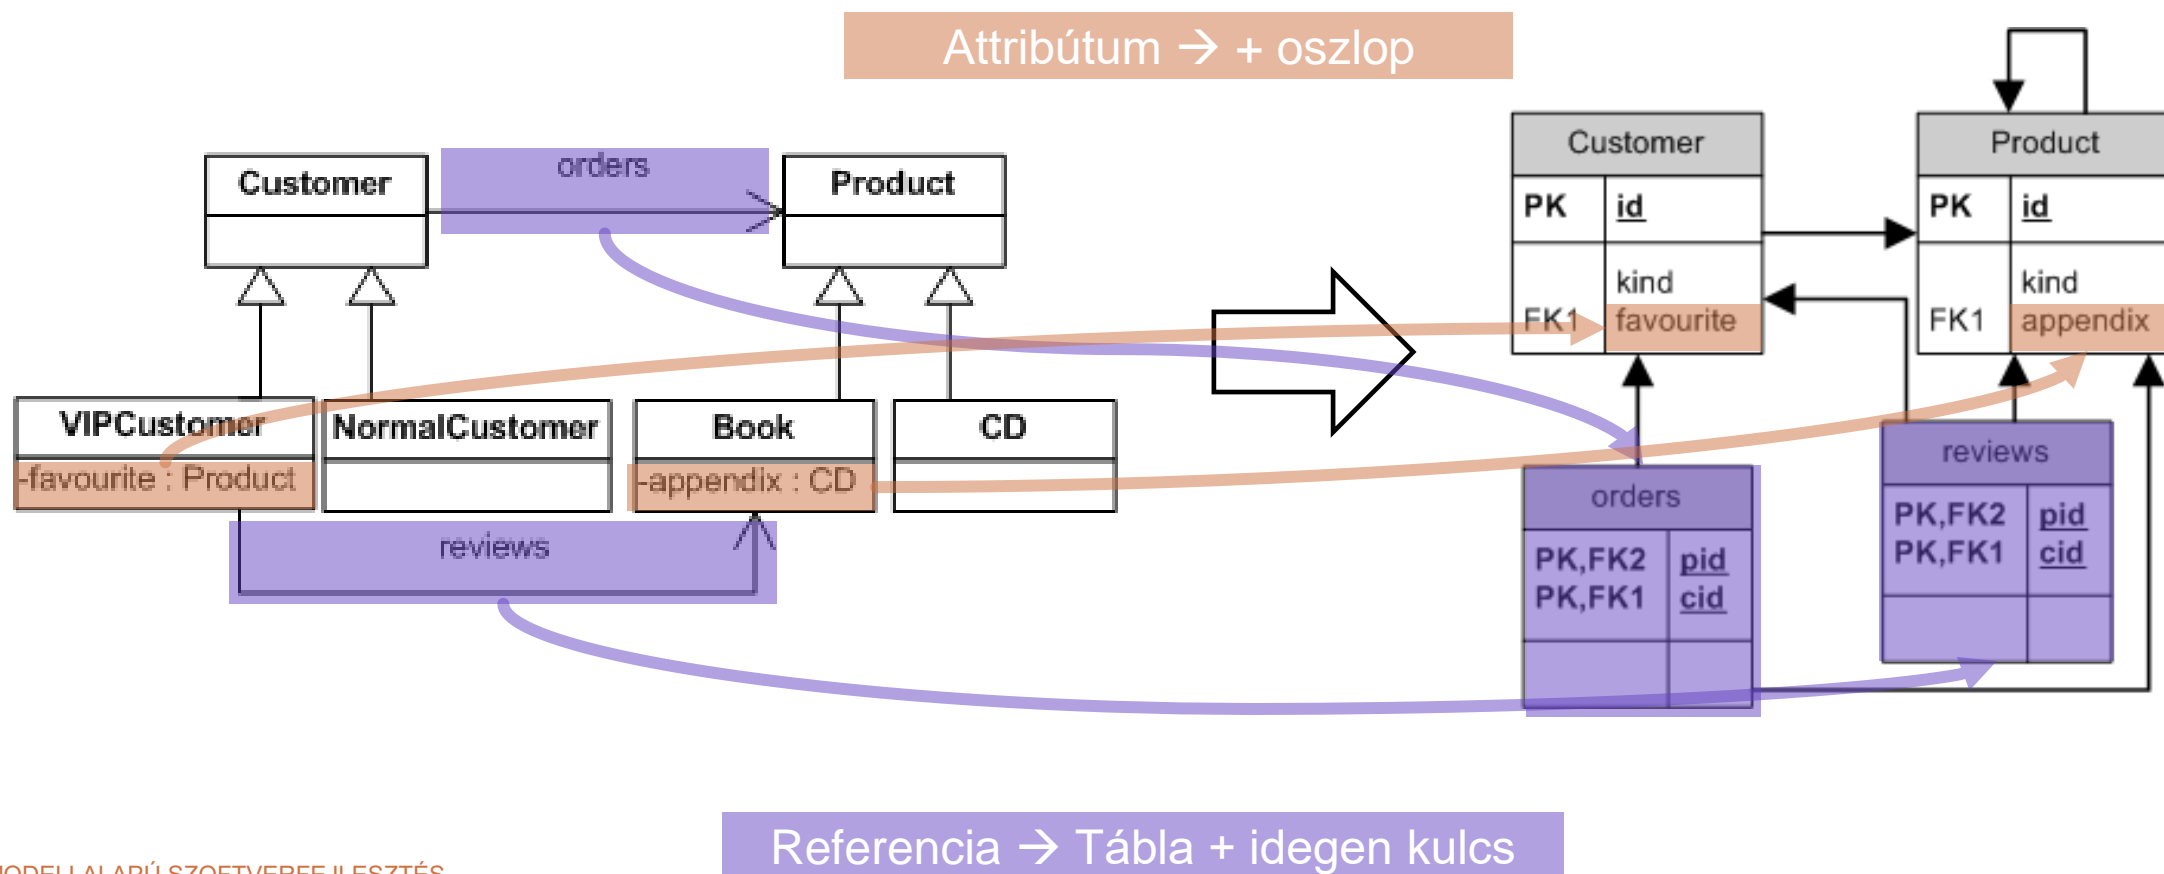 Attribútum → + oszlop
Customer
orders
Product
VIPCustomer
-favourite : Product
NormalCustomer
Book
-appendix : CD
CD
reviews
Customer
PK id
kind
FK1 favourite
Product
PK id
kind
FK1 appendix
orders
PK,FK2 pid
PK,FK1 cid
reviews
PK,FK2 pid
PK,FK1 cid
Referencia → Tábla + idegen kulcs
MODELLALAPÚ SZOFTVERFEJLESZTÉS